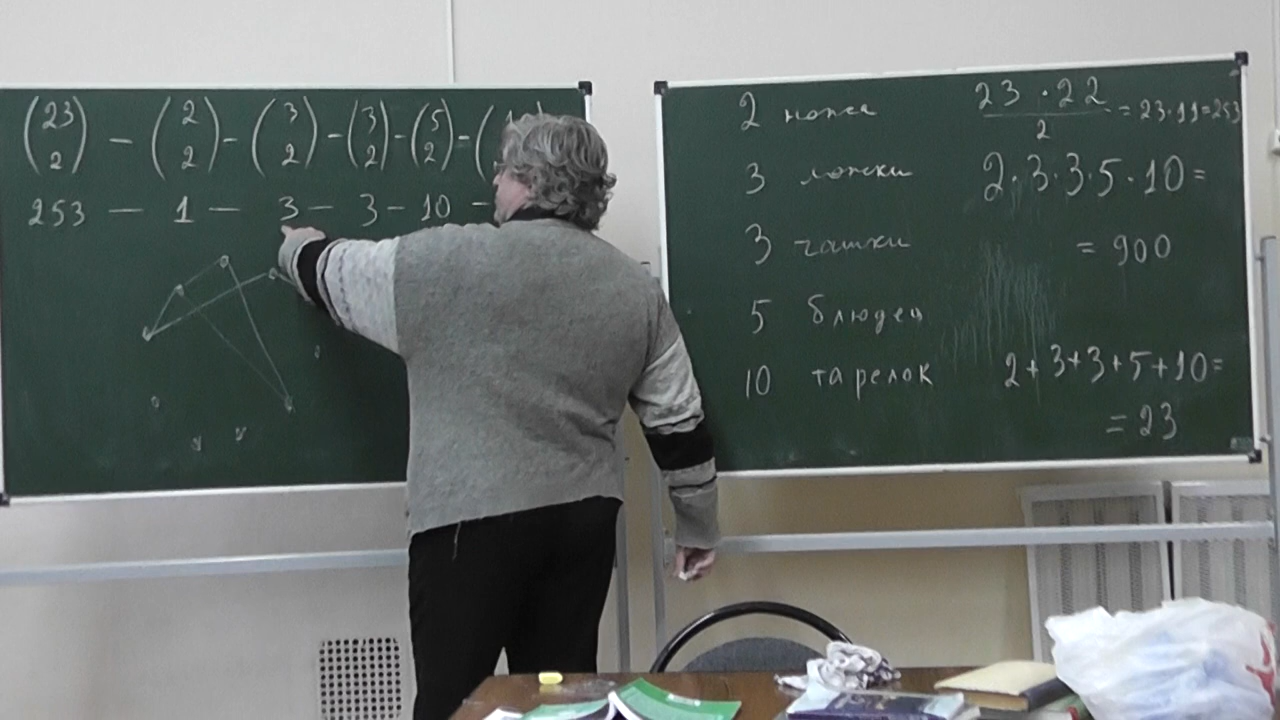 (23 2) – (2 2) – (3 2) – (3 2) – (5 2) – (
253 – 1 – 3 – 3 – 10 –
2 ножа
3 ложки
3 чашки
5 блюдец
10 тарелок
23 · 22 / 2 = 23·11=253
2·3·3·5·10=
= 900
2+3+3+5+10=
= 23